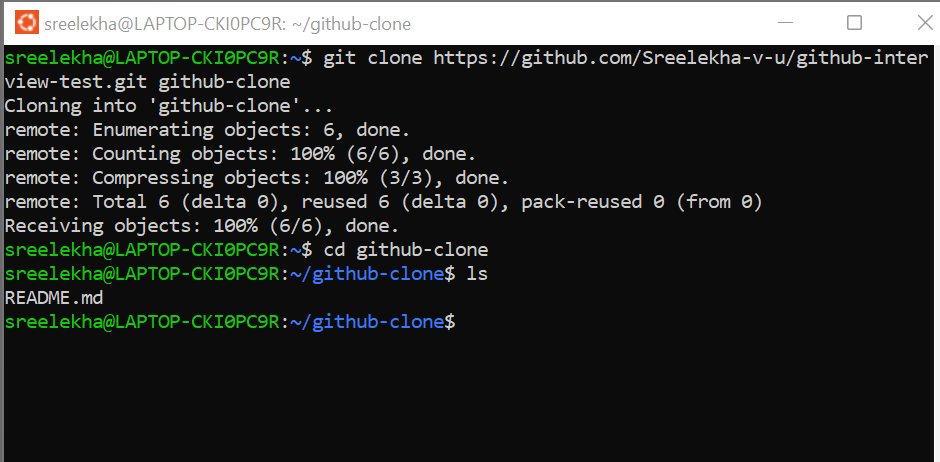 sreelekha@LAPTOP-CKI0PC9R: ~/github-clone
sreelekha@LAPTOP-CKI0PC9R:~$ git clone https://github.com/Sreelekha-v-u/github-inter
view-test.git github-clone
Cloning into 'github-clone'...
remote: Enumerating objects: 6, done.
remote: Counting objects: 100% (6/6), done.
remote: Compressing objects: 100% (3/3), done.
remote: Total 6 (delta 0), reused 6 (delta 0), pack-reused 0 (from 0)
Receiving objects: 100% (6/6), done.
sreelekha@LAPTOP-CKI0PC9R:~$ cd github-clone
sreelekha@LAPTOP-CKI0PC9R:~/github-clone$ ls
README.md
sreelekha@LAPTOP-CKI0PC9R:~/github-clone$